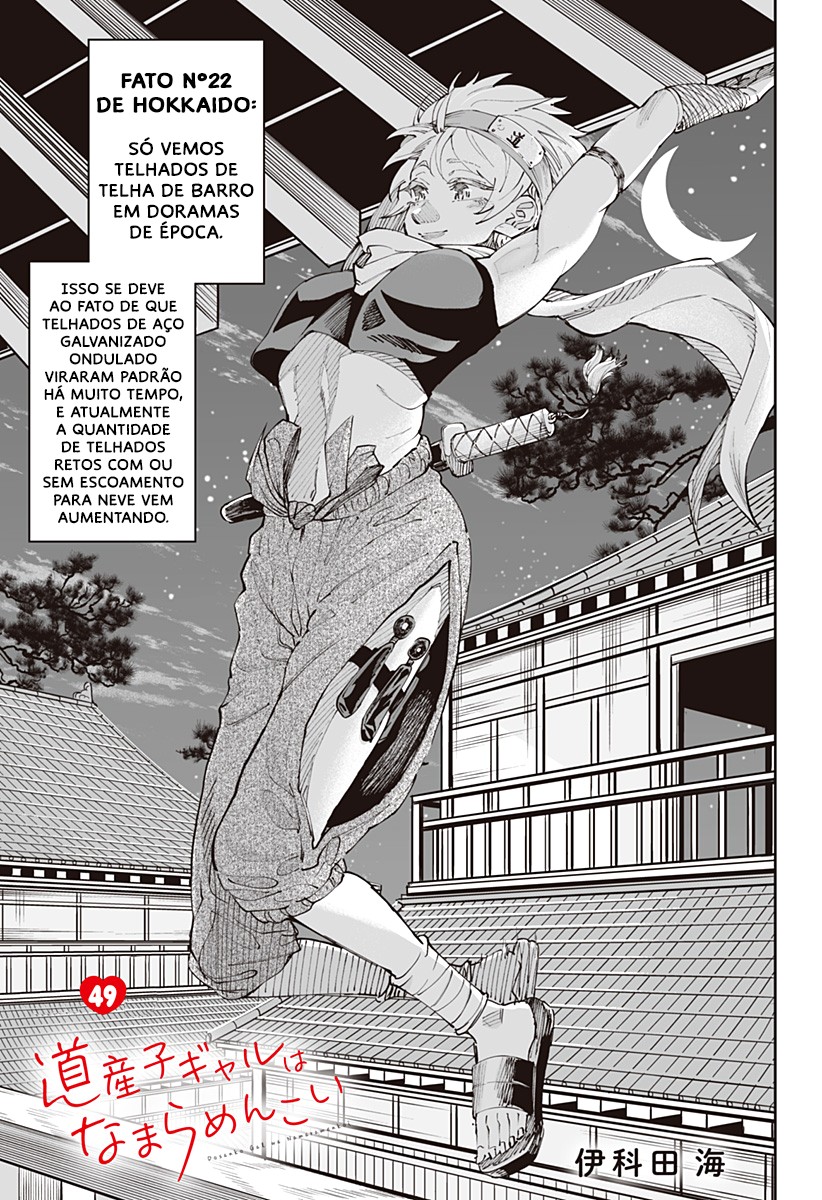 FATO Nº22
DE HOKKAIDO:
SÓ VEMOS
TELHADOS DE
TELHA DE BARRO
EM DORAMAS
DE ÉPOCA.
ISSO SE DEVE
AO FATO DE QUE
TELHADOS DE AÇO
GALVANIZADO
ONDULADO
VIRARAM PADRÃO
HÁ MUITO TEMPO,
E ATUALMENTE
A QUANTIDADE
DE TELHADOS
RETOS COM OU
SEM ESCOAMENTO
PARA NEVE VEM
AUMENTANDO.
道
49
道産子ギャルは
なまらめんこい
伊科田 海